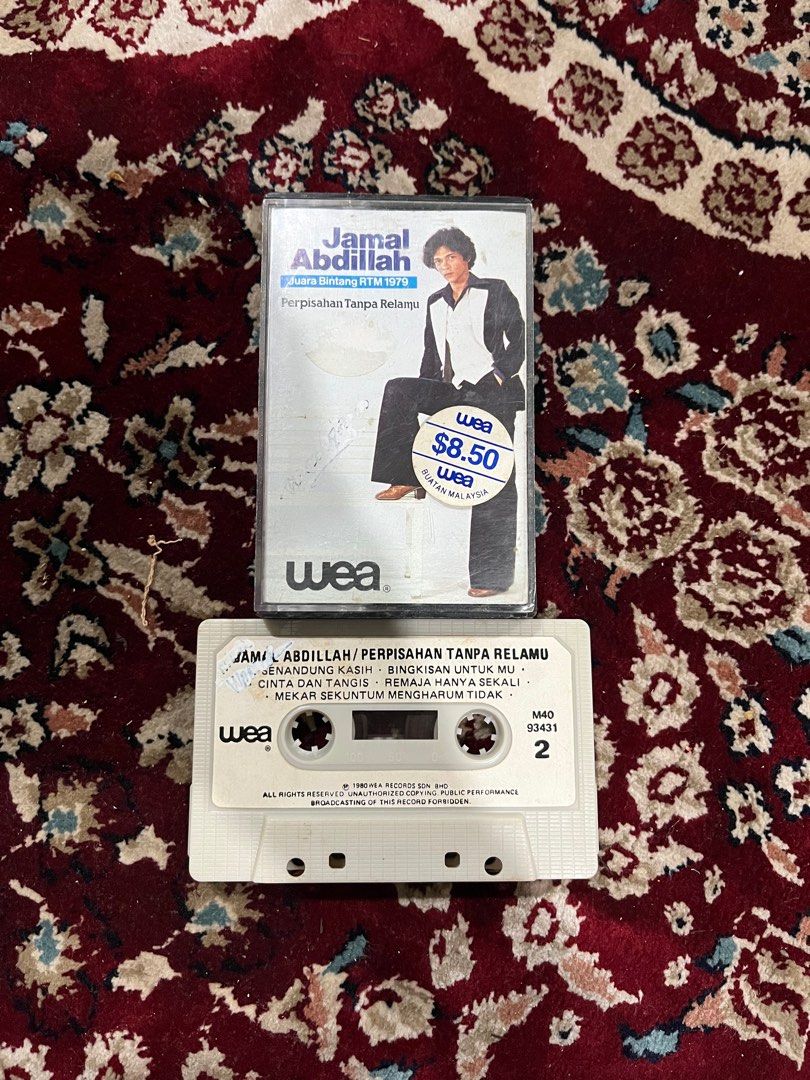 Jamal
Abdillah
Juara Bintang RTM 1979
Perpisahan Tanpa Relamu
wea
$8.50
wea
BUATAN MALAYSIA
wea®
JAMAL ABDILLAH/PERPISAHAN TANPA RELAMU
SENANDUNG KASIH · BINGKISAN UNTUK MU ·
· CINTA DAN TANGIS · REMAJA HANYA SEKALI ·
· MEKAR SEKUNTUM MENGHARUM TIDAK ·
wea®
M40
93431
2
℗ 1980 WEA RECORDS SDN BHD
ALL RIGHTS RESERVED UNAUTHORIZED COPYING, PUBLIC PERFORMANCE
BROADCASTING OF THIS RECORD FORBIDDEN.